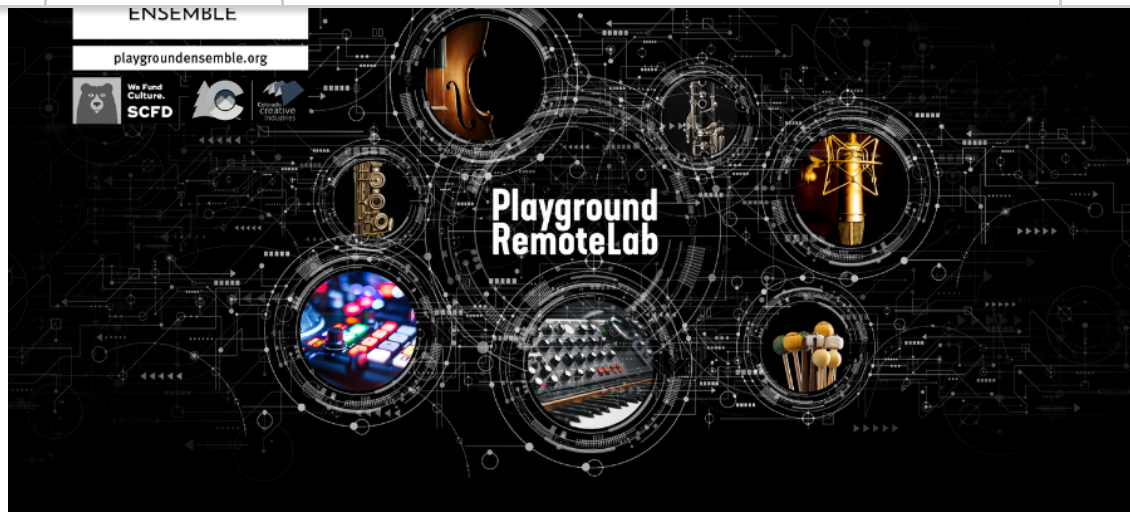 ENSEMBLE
playgroundensemble.org
We Fund
Culture.
SCFD
Colorado
creative
industries
Playground
RemoteLab